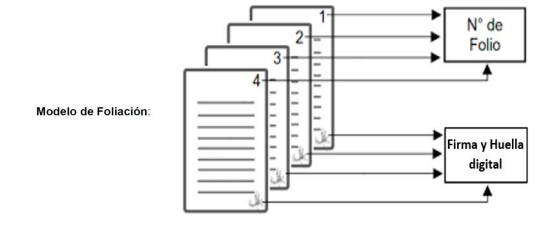 1
2
3
4
N° de
Folio
Modelo de Foliación:
Firma y Huella
digital